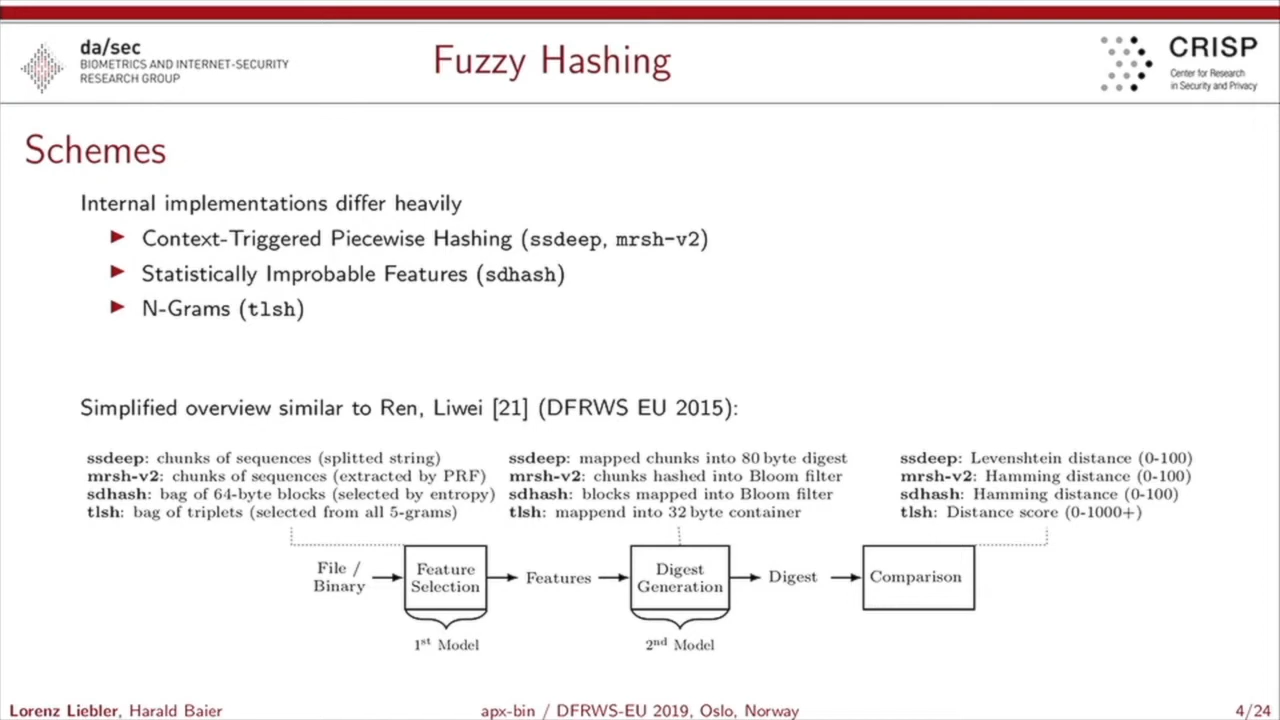 da/sec
BIOMETRICS AND INTERNET-SECURITY
RESEARCH GROUP
Fuzzy Hashing
CRISP
Center for Research
in Security and Privacy
Schemes
Internal implementations differ heavily
Context-Triggered Piecewise Hashing (ssdeep, mrsh-v2)
Statistically Improbable Features (sdhash)
N-Grams (tlsh)
Simplified overview similar to Ren, Liwei [21] (DFRWS EU 2015):
ssdeep: chunks of sequences (splitted string)
mrsh-v2: chunks of sequences (extracted by PRF)
sdhash: bag of 64-byte blocks (selected by entropy)
tlsh: bag of triplets (selected from all 5-grams)
ssdeep: mapped chunks into 80 byte digest
mrsh-v2: chunks hashed into Bloom filter
sdhash: blocks mapped into Bloom filter
tlsh: mappend into 32 byte container
ssdeep: Levenshtein distance (0-100)
mrsh-v2: Hamming distance (0-100)
sdhash: Hamming distance (0-100)
tlsh: Distance score (0-1000+)
File /
Binary
Feature
Selection
Features
Digest
Generation
Digest
Comparison
1st Model
2nd Model
Lorenz Liebler, Harald Baier
apx-bin / DFRWS-EU 2019, Oslo, Norway
4/24